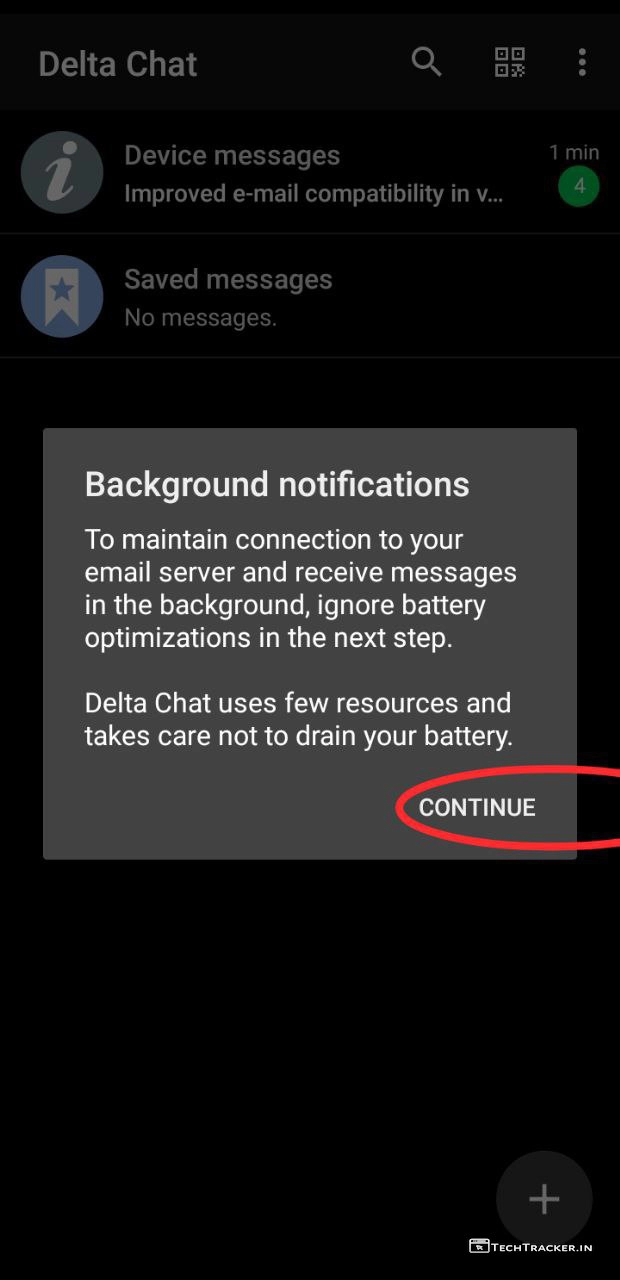 Delta Chat
Device messages
1 min
Improved e-mail compatibility in v...
4
Saved messages
No messages.
Background notifications
To maintain connection to your
email server and receive messages
in the background, ignore battery
optimizations in the next step.
Delta Chat uses few resources and
takes care not to drain your battery.
CONTINUE
TECHTRACKER.IN